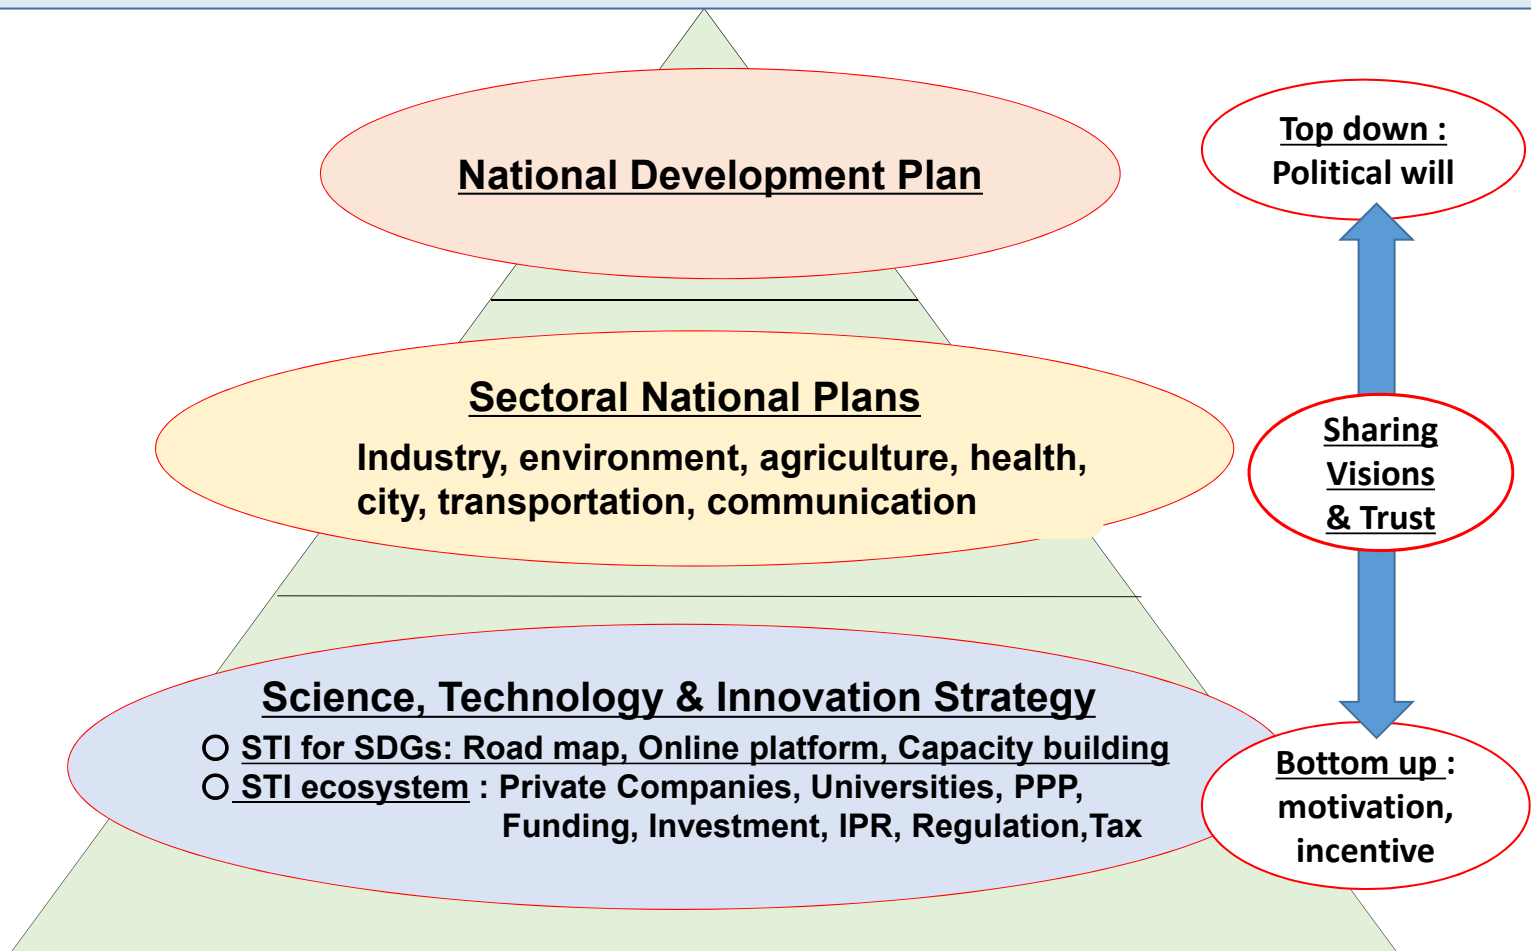 National Development Plan
Sectoral National Plans
Industry, environment, agriculture, health,
city, transportation, communication
Science, Technology & Innovation Strategy
○ STI for SDGs: Road map, Online platform, Capacity building
○ STI ecosystem : Private Companies, Universities, PPP,
Funding, Investment, IPR, Regulation,Tax
Top down :
Political will
Sharing
Visions
& Trust
Bottom up :
motivation,
incentive